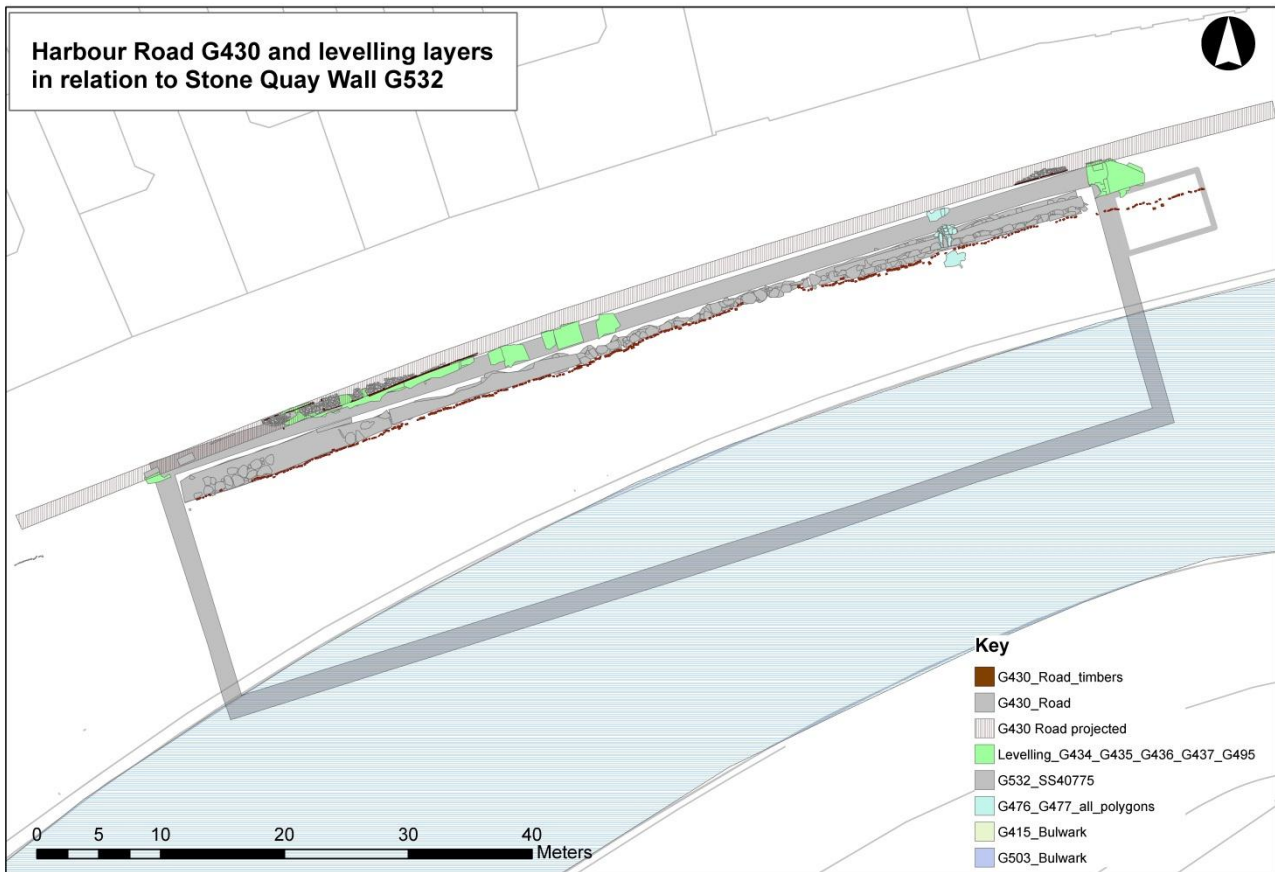 Harbour Road G430 and levelling layers
in relation to Stone Quay Wall G532
Key
G430_Road_timbers
G430_Road
G430 Road projected
Levelling_G434_G435_G436_G437_G495
G532_SS40775
G476_G477_all_polygons
G415_Bulwark
G503_Bulwark
0 5 10 20 30 40
Meters